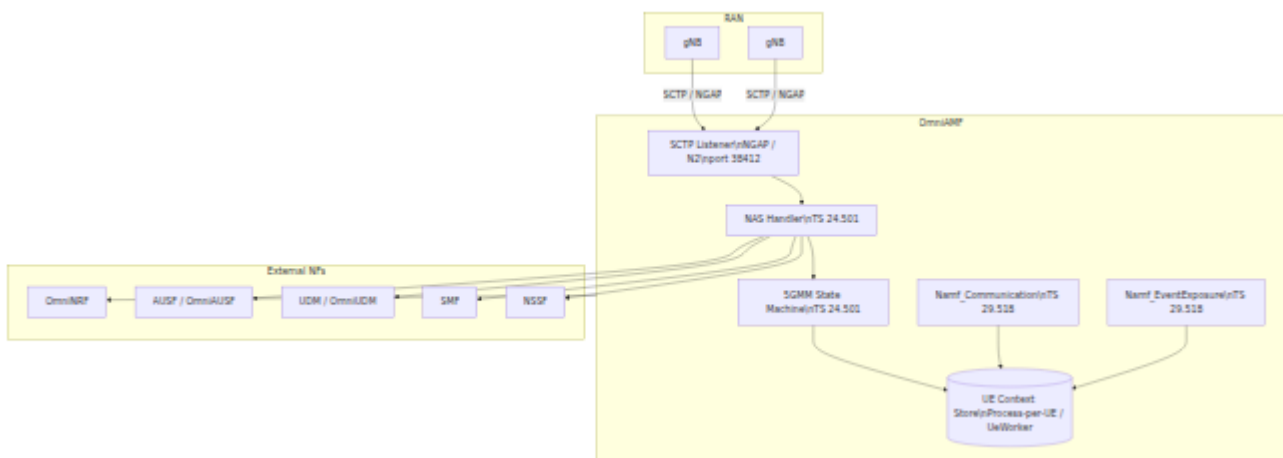 RAN
gNB
gNB
SCTP / NGAP
SCTP / NGAP
OmniAMF
SCTP Listener\nNGAP /
N2\nport 38412
NAS Handler\nTS 24.501
External NFs
OmniNRF
AUSF / OmniAUSF
UDM / OmniUDM
SMF
NSSF
5GMM State
Machine\nTS 24.501
Namf_Communication\nTS
29.518
Namf_EventExposure\nTS
29.518
UE Context
Store\nProcess-per-UE /
UeWorker